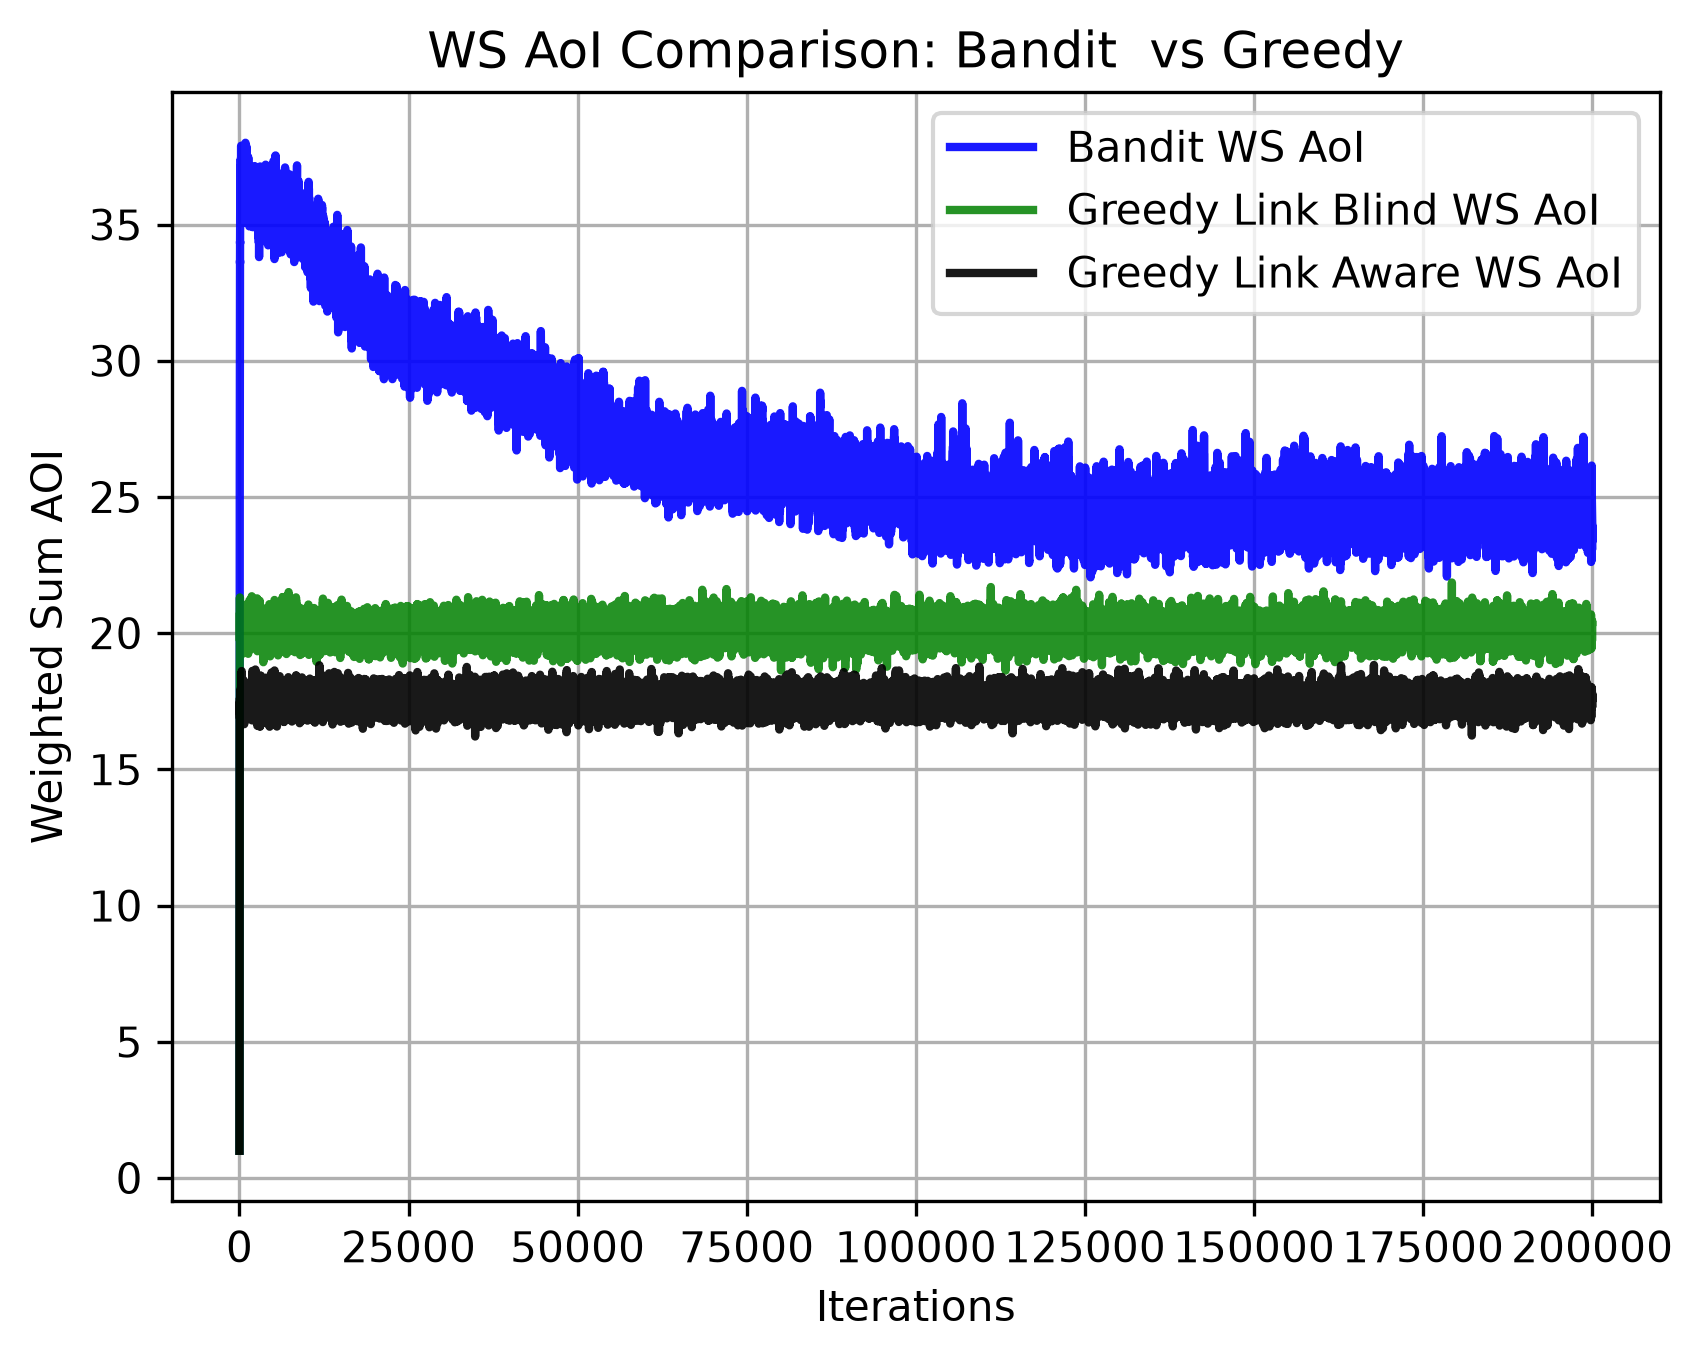 WS AoI Comparison: Bandit  vs Greedy
Bandit WS AoI
Greedy Link Blind WS AoI
Greedy Link Aware WS AoI
Weighted Sum AOI
35
30
25
20
15
10
5
0
0 25000 50000 75000 100000 125000 150000 175000 200000
Iterations